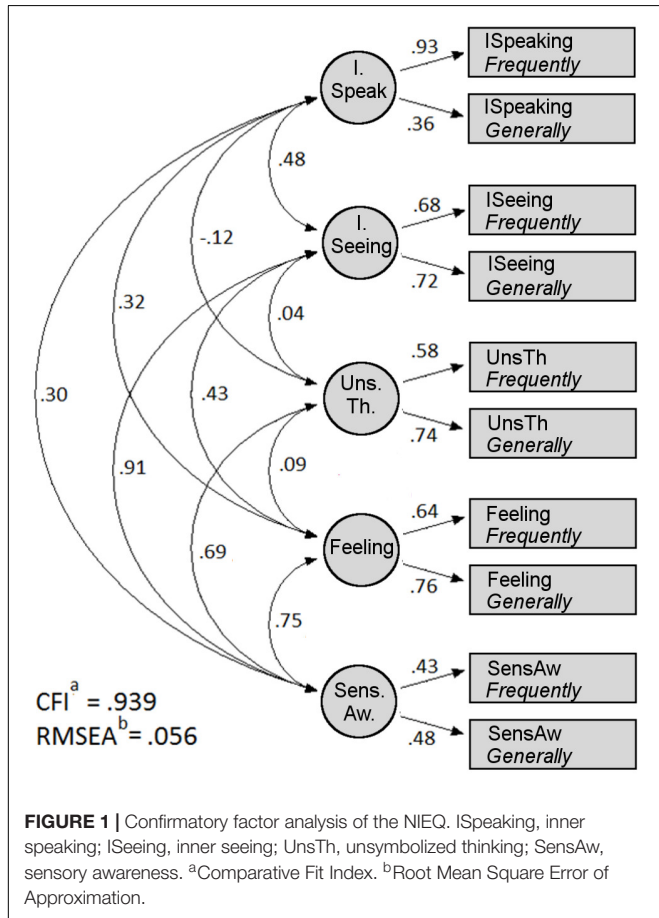 .93
ISpeaking
Frequently
I.
Speak
.36
ISpeaking
Generally
.48
.68
ISeeing
Frequently
I.
Seeing
-.12
.72
ISeeing
Generally
.32
.04
.58
UnsTh
Frequently
Uns.
Th.
.30
.43
.74
UnsTh
Generally
.91
.09
.64
Feeling
Frequently
Feeling
.69
.76
Feeling
Generally
.75
.43
SensAw
Frequently
Sens.
Aw.
.48
SensAw
Generally
CFIᵃ = .939
RMSEAᵇ= .056
FIGURE 1 | Confirmatory factor analysis of the NIEQ. ISpeaking, inner
speaking; ISeeing, inner seeing; UnsTh, unsymbolized thinking; SensAw,
sensory awareness. ᵃComparative Fit Index. ᵇRoot Mean Square Error of
Approximation.